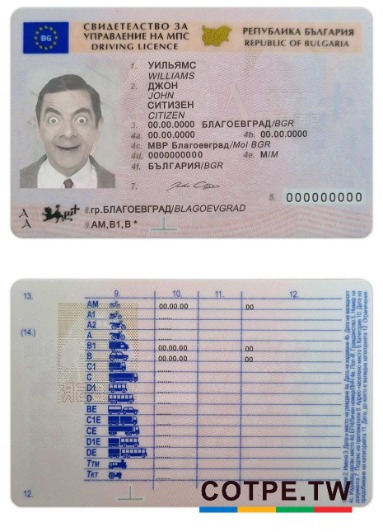 СВИДЕТЕЛСТВО ЗА
УПРАВЛЕНИЕ НА МПС
DRIVING LICENCE
BG
РЕПУБЛИКА БЪЛГАРИЯ
REPUBLIC OF BULGARIA
1. УИЛЬЯМС
WILLIAMS
2. ДЖОН
JOHN
СИТИЗЕН
CITIZEN
3. 00.00.0000 БЛАГОЕВГРАД/BGR
4a. 00.00.0000 4b. 00.00.0000
4c. МВР Благоевград/MoI BGR
4d. 0000000000 4e. М/M
4f. БЪЛГАРИЯ/BGR
7.
5. 000000000
8.гр.БЛАГОЕВГРАД/BLAGOEVGRAD
9.AM,B1,B *
13. 9. 10. 11. 12.
AM 00.00.00 00
A1
(14.) A2
A
B1 00.00.00 00
B 00.00.00 00
C1
C
D1
D
BE
C1E
CE
D1E
DE
Ттм
Ткт
12.
COTPE.TW